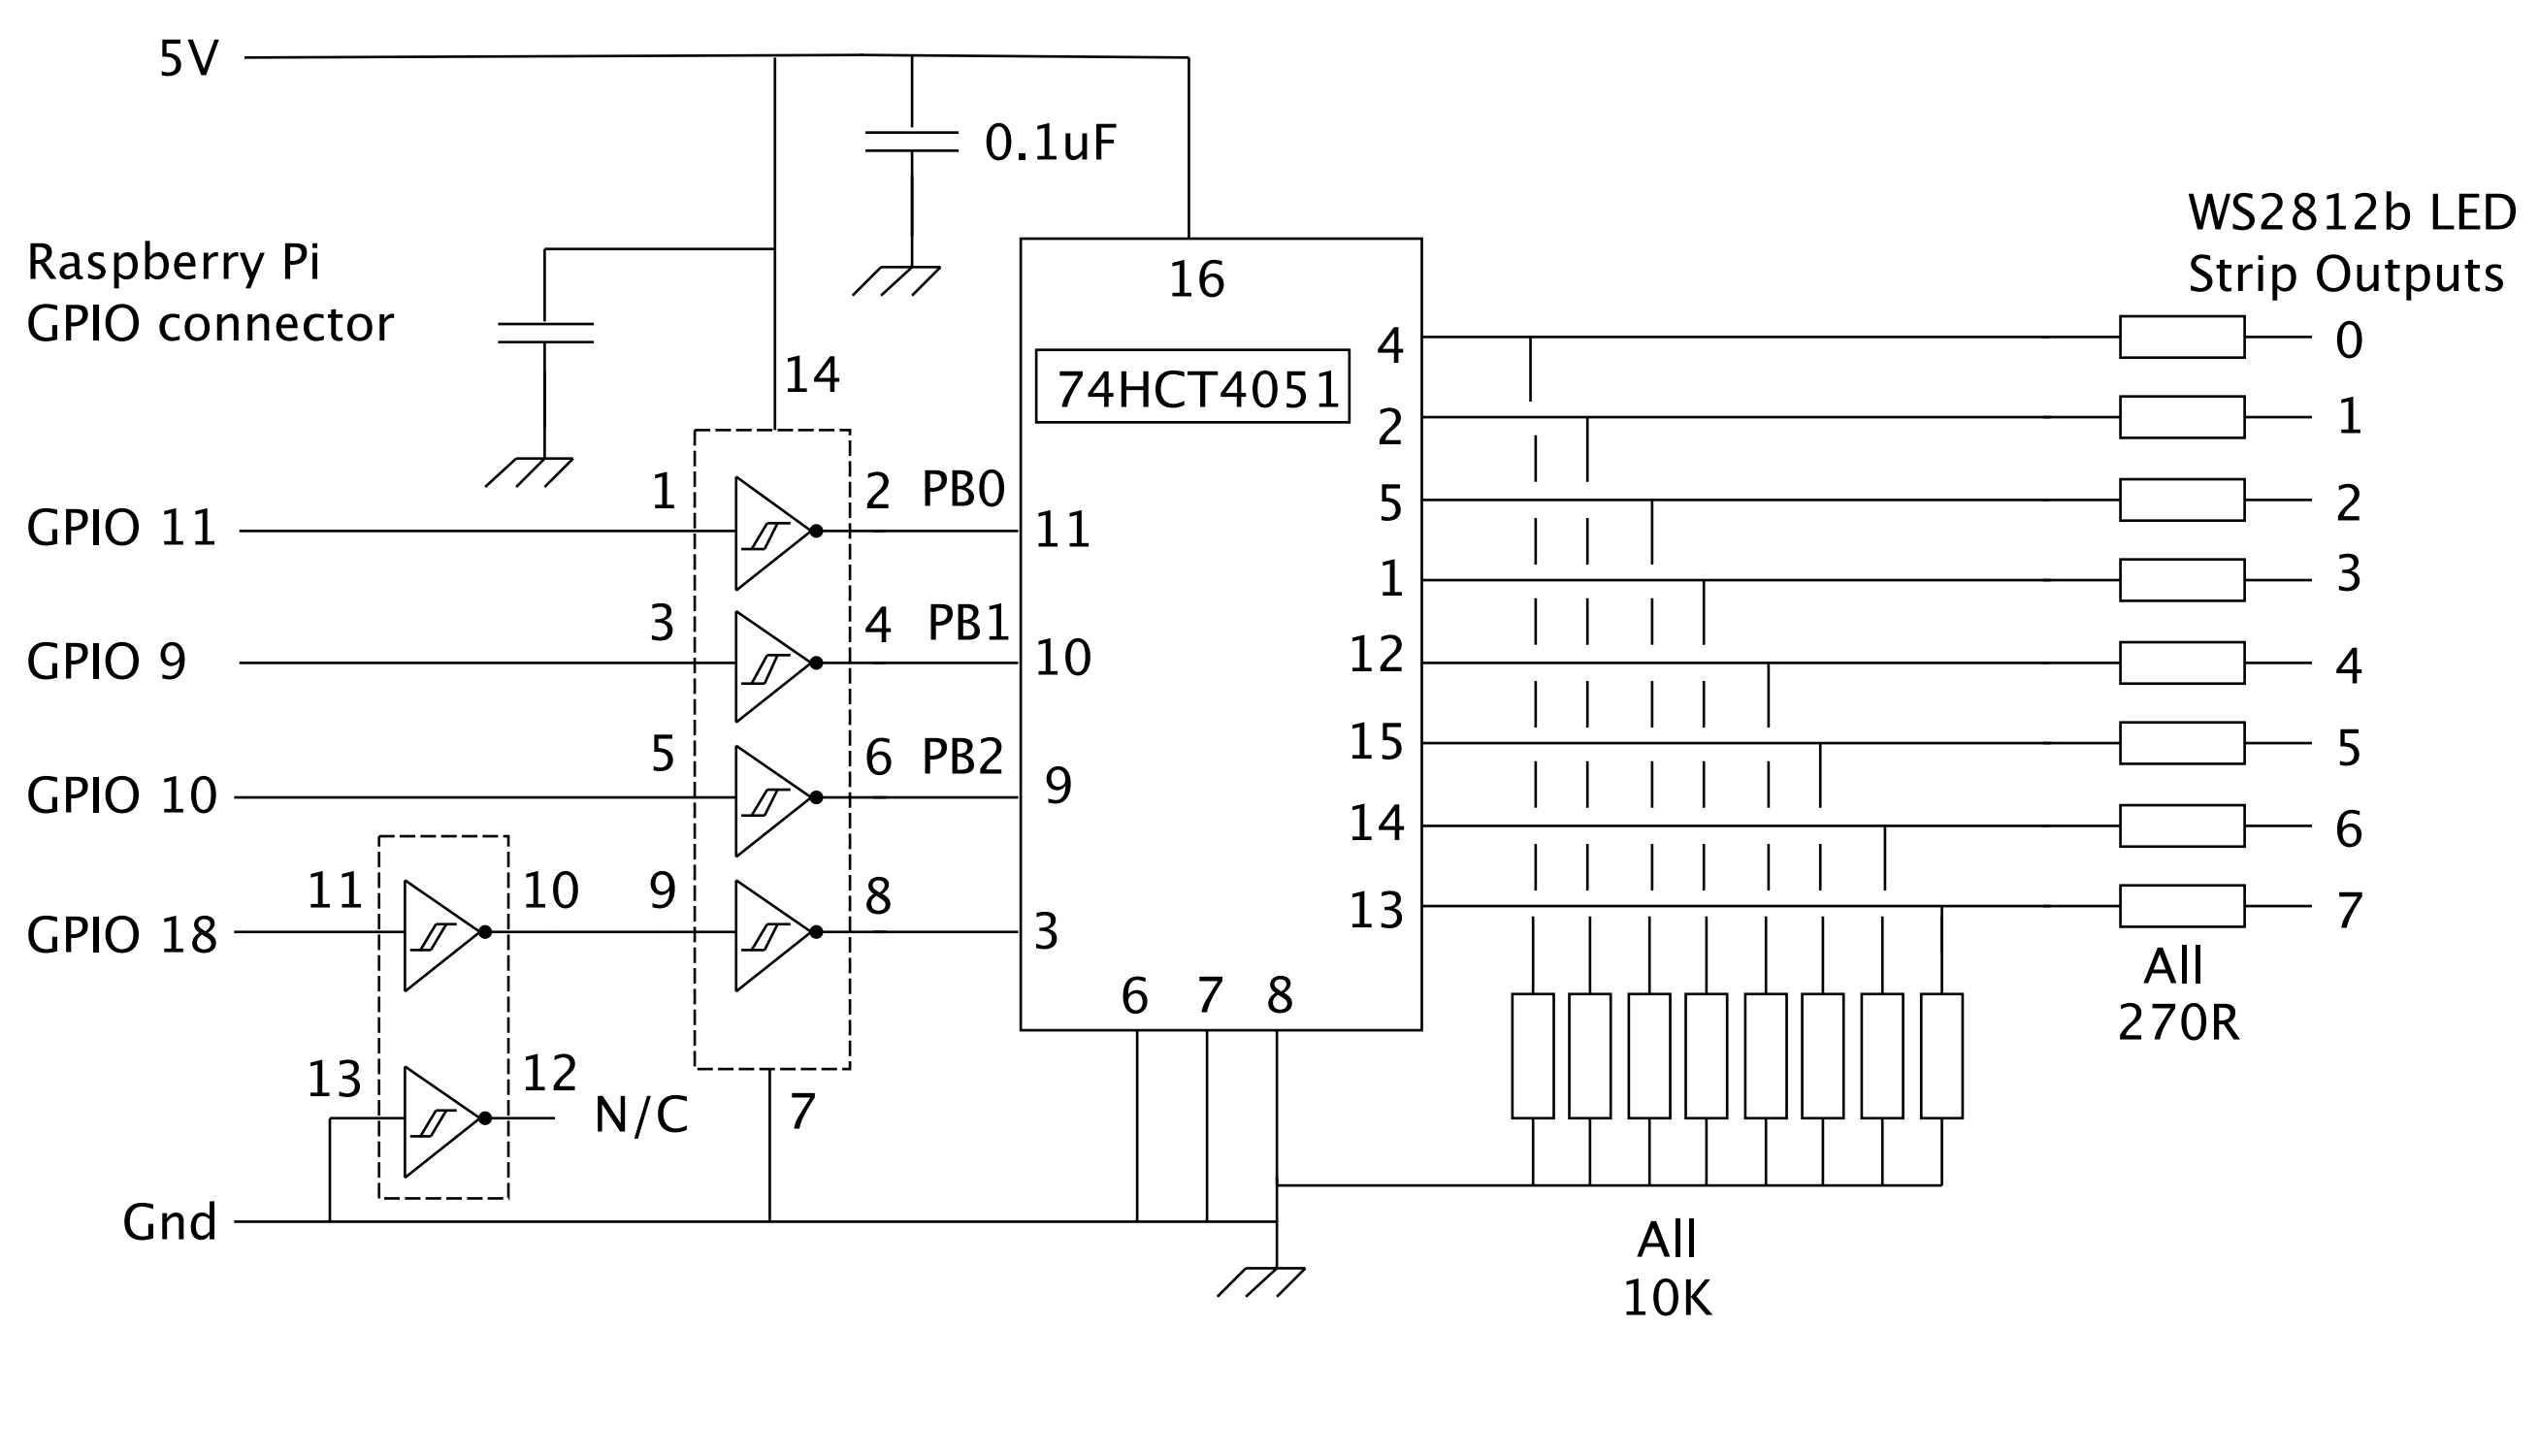 5V
0.1uF
WS2812b LED
Strip Outputs
Raspberry Pi
GPIO connector
16
14
74HCT4051
4
0
2
1
5
2
1
3
12
4
15
5
14
6
13
7
GPIO 11
1
2 PB0
11
GPIO 9
3
4 PB1
10
GPIO 10
5
6 PB2
9
GPIO 18
11
10
9
8
3
6 7 8
All
270R
13
12
N/C
7
Gnd
All
10K